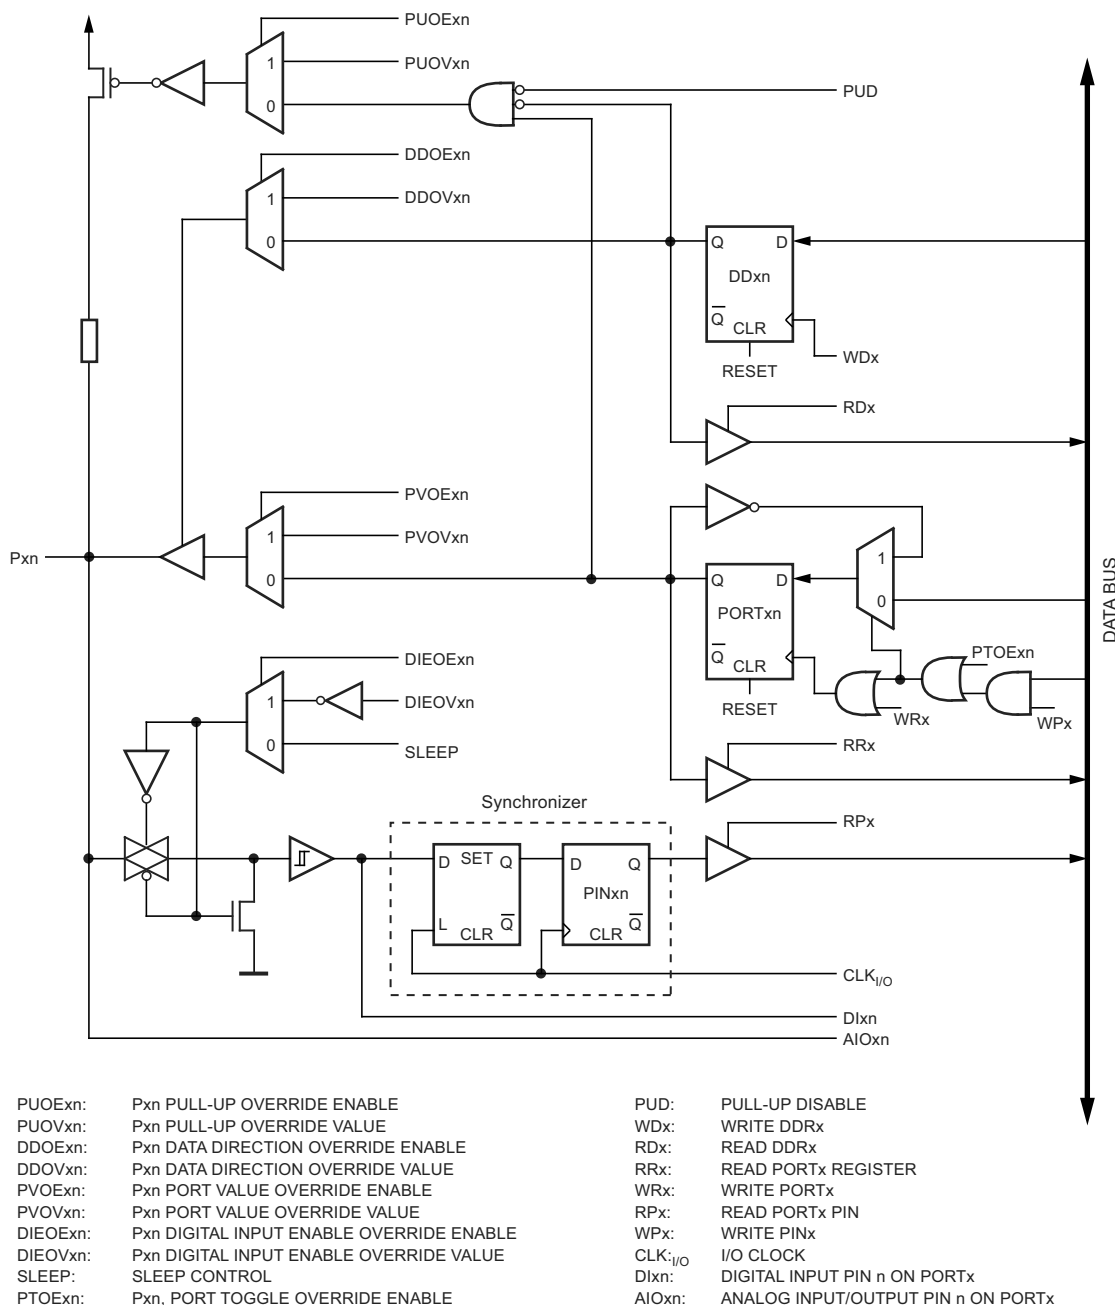 PUOExn
1
PUOVxn
0
PUD
DDOExn
1
DDOVxn
0
Q D
DDxn
Q
CLR
WDx
RESET
RDx
PVOExn
1
PVOVxn
0
Pxn
1
0
Q D
PORTxn
Q
CLR
RESET
PTOExn
WRx
WPx
DATA BUS
DIEOExn
1
DIEOVxn
0
SLEEP
RRx
Synchronizer
RPx
D SET Q
L
CLR
Q
D Q
PINxn
CLR
Q
CLKI/O
DIxn
AIOxn
PUOExn: Pxn PULL-UP OVERRIDE ENABLE
PUOVxn: Pxn PULL-UP OVERRIDE VALUE
DDOExn: Pxn DATA DIRECTION OVERRIDE ENABLE
DDOVxn: Pxn DATA DIRECTION OVERRIDE VALUE
PVOExn: Pxn PORT VALUE OVERRIDE ENABLE
PVOVxn: Pxn PORT VALUE OVERRIDE VALUE
DIEOExn: Pxn DIGITAL INPUT ENABLE OVERRIDE ENABLE
DIEOVxn: Pxn DIGITAL INPUT ENABLE OVERRIDE VALUE
SLEEP: SLEEP CONTROL
PTOExn: Pxn, PORT TOGGLE OVERRIDE ENABLE
PUD: PULL-UP DISABLE
WDx: WRITE DDRx
RDx: READ DDRx
RRx: READ PORTx REGISTER
WRx: WRITE PORTx
RPx: READ PORTx PIN
WPx: WRITE PINx
CLK:I/O I/O CLOCK
DIxn: DIGITAL INPUT PIN n ON PORTx
AIOxn: ANALOG INPUT/OUTPUT PIN n ON PORTx